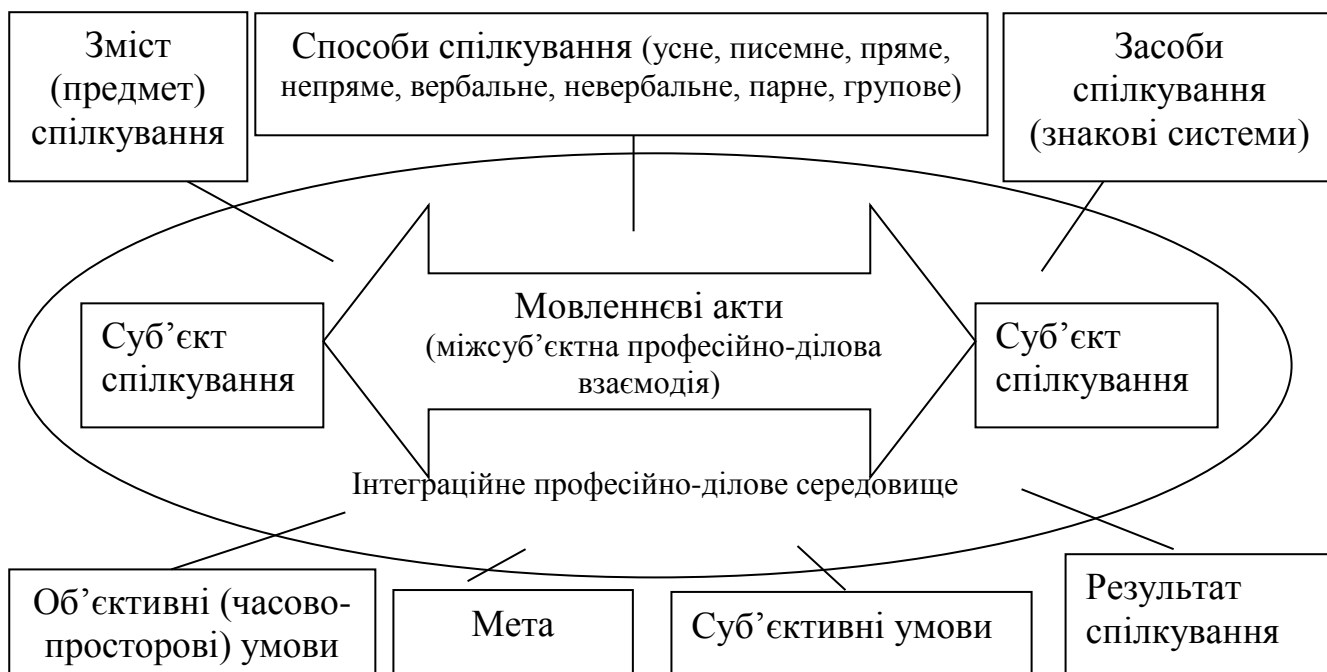 Зміст
(предмет)
спілкування
Способи спілкування (усне, писемне, пряме,
непряме, вербальне, невербальне, парне, групове)
Засоби
спілкування
(знакові системи)
Суб’єкт
спілкування
Мовленнєві акти
(міжсуб’єктна професійно-ділова
взаємодія)
Суб’єкт
спілкування
Інтеграційне професійно-ділове середовище
Об’єктивні (часово-
просторові) умови
Мета
Суб’єктивні умови
Результат
спілкування